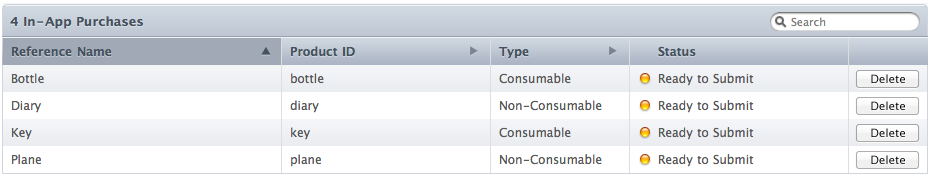 4 In-App Purchases Search
Reference Name Product ID Type Status
Bottle bottle Consumable Ready to Submit Delete
Diary diary Non-Consumable Ready to Submit Delete
Key key Consumable Ready to Submit Delete
Plane plane Non-Consumable Ready to Submit Delete